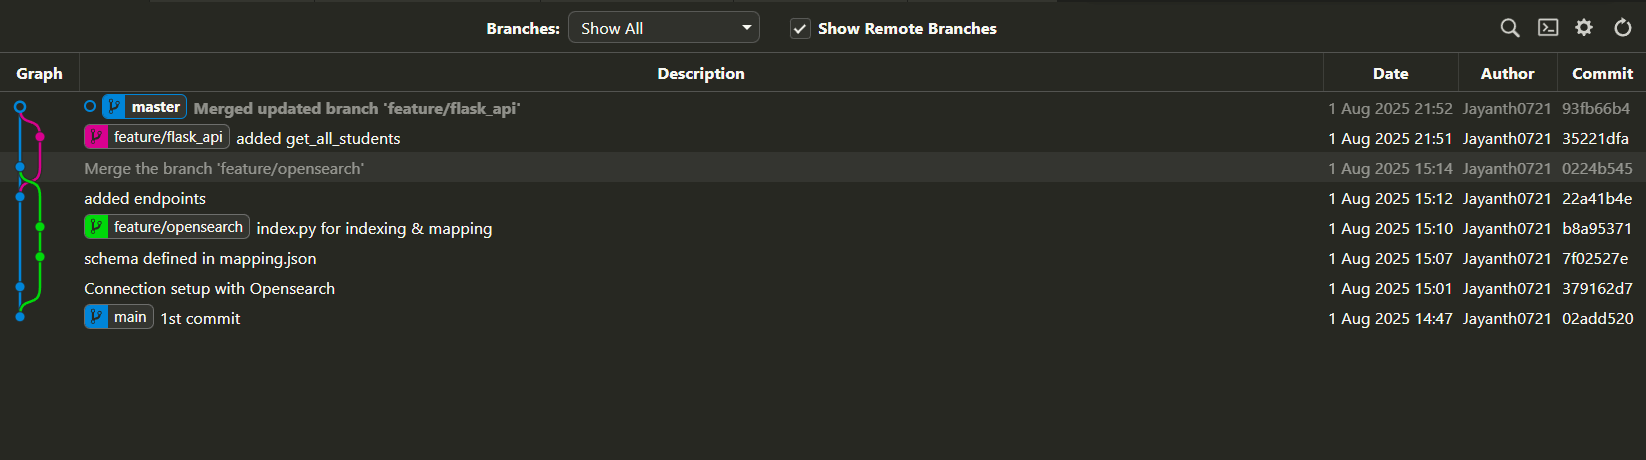 Branches: Show All Show Remote Branches
Graph Description Date Author Commit
master Merged updated branch 'feature/flask_api' 1 Aug 2025 21:52 Jayanth0721 93fb66b4
feature/flask_api added get_all_students 1 Aug 2025 21:51 Jayanth0721 35221dfa
Merge the branch 'feature/opensearch' 1 Aug 2025 15:14 Jayanth0721 0224b545
added endpoints 1 Aug 2025 15:12 Jayanth0721 22a41b4e
feature/opensearch index.py for indexing & mapping 1 Aug 2025 15:10 Jayanth0721 b8a95371
schema defined in mapping.json 1 Aug 2025 15:07 Jayanth0721 7f02527e
Connection setup with Opensearch 1 Aug 2025 15:01 Jayanth0721 379162d7
main 1st commit 1 Aug 2025 14:47 Jayanth0721 02add520